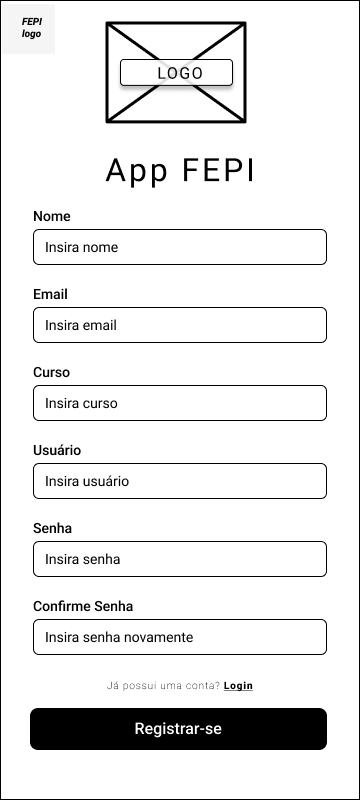 FEPI
logo
LOGO
App FEPI
Nome
Insira nome
Email
Insira email
Curso
Insira curso
Usuário
Insira usuário
Senha
Insira senha
Confirme Senha
Insira senha novamente
Já possui uma conta? Login
Registrar-se